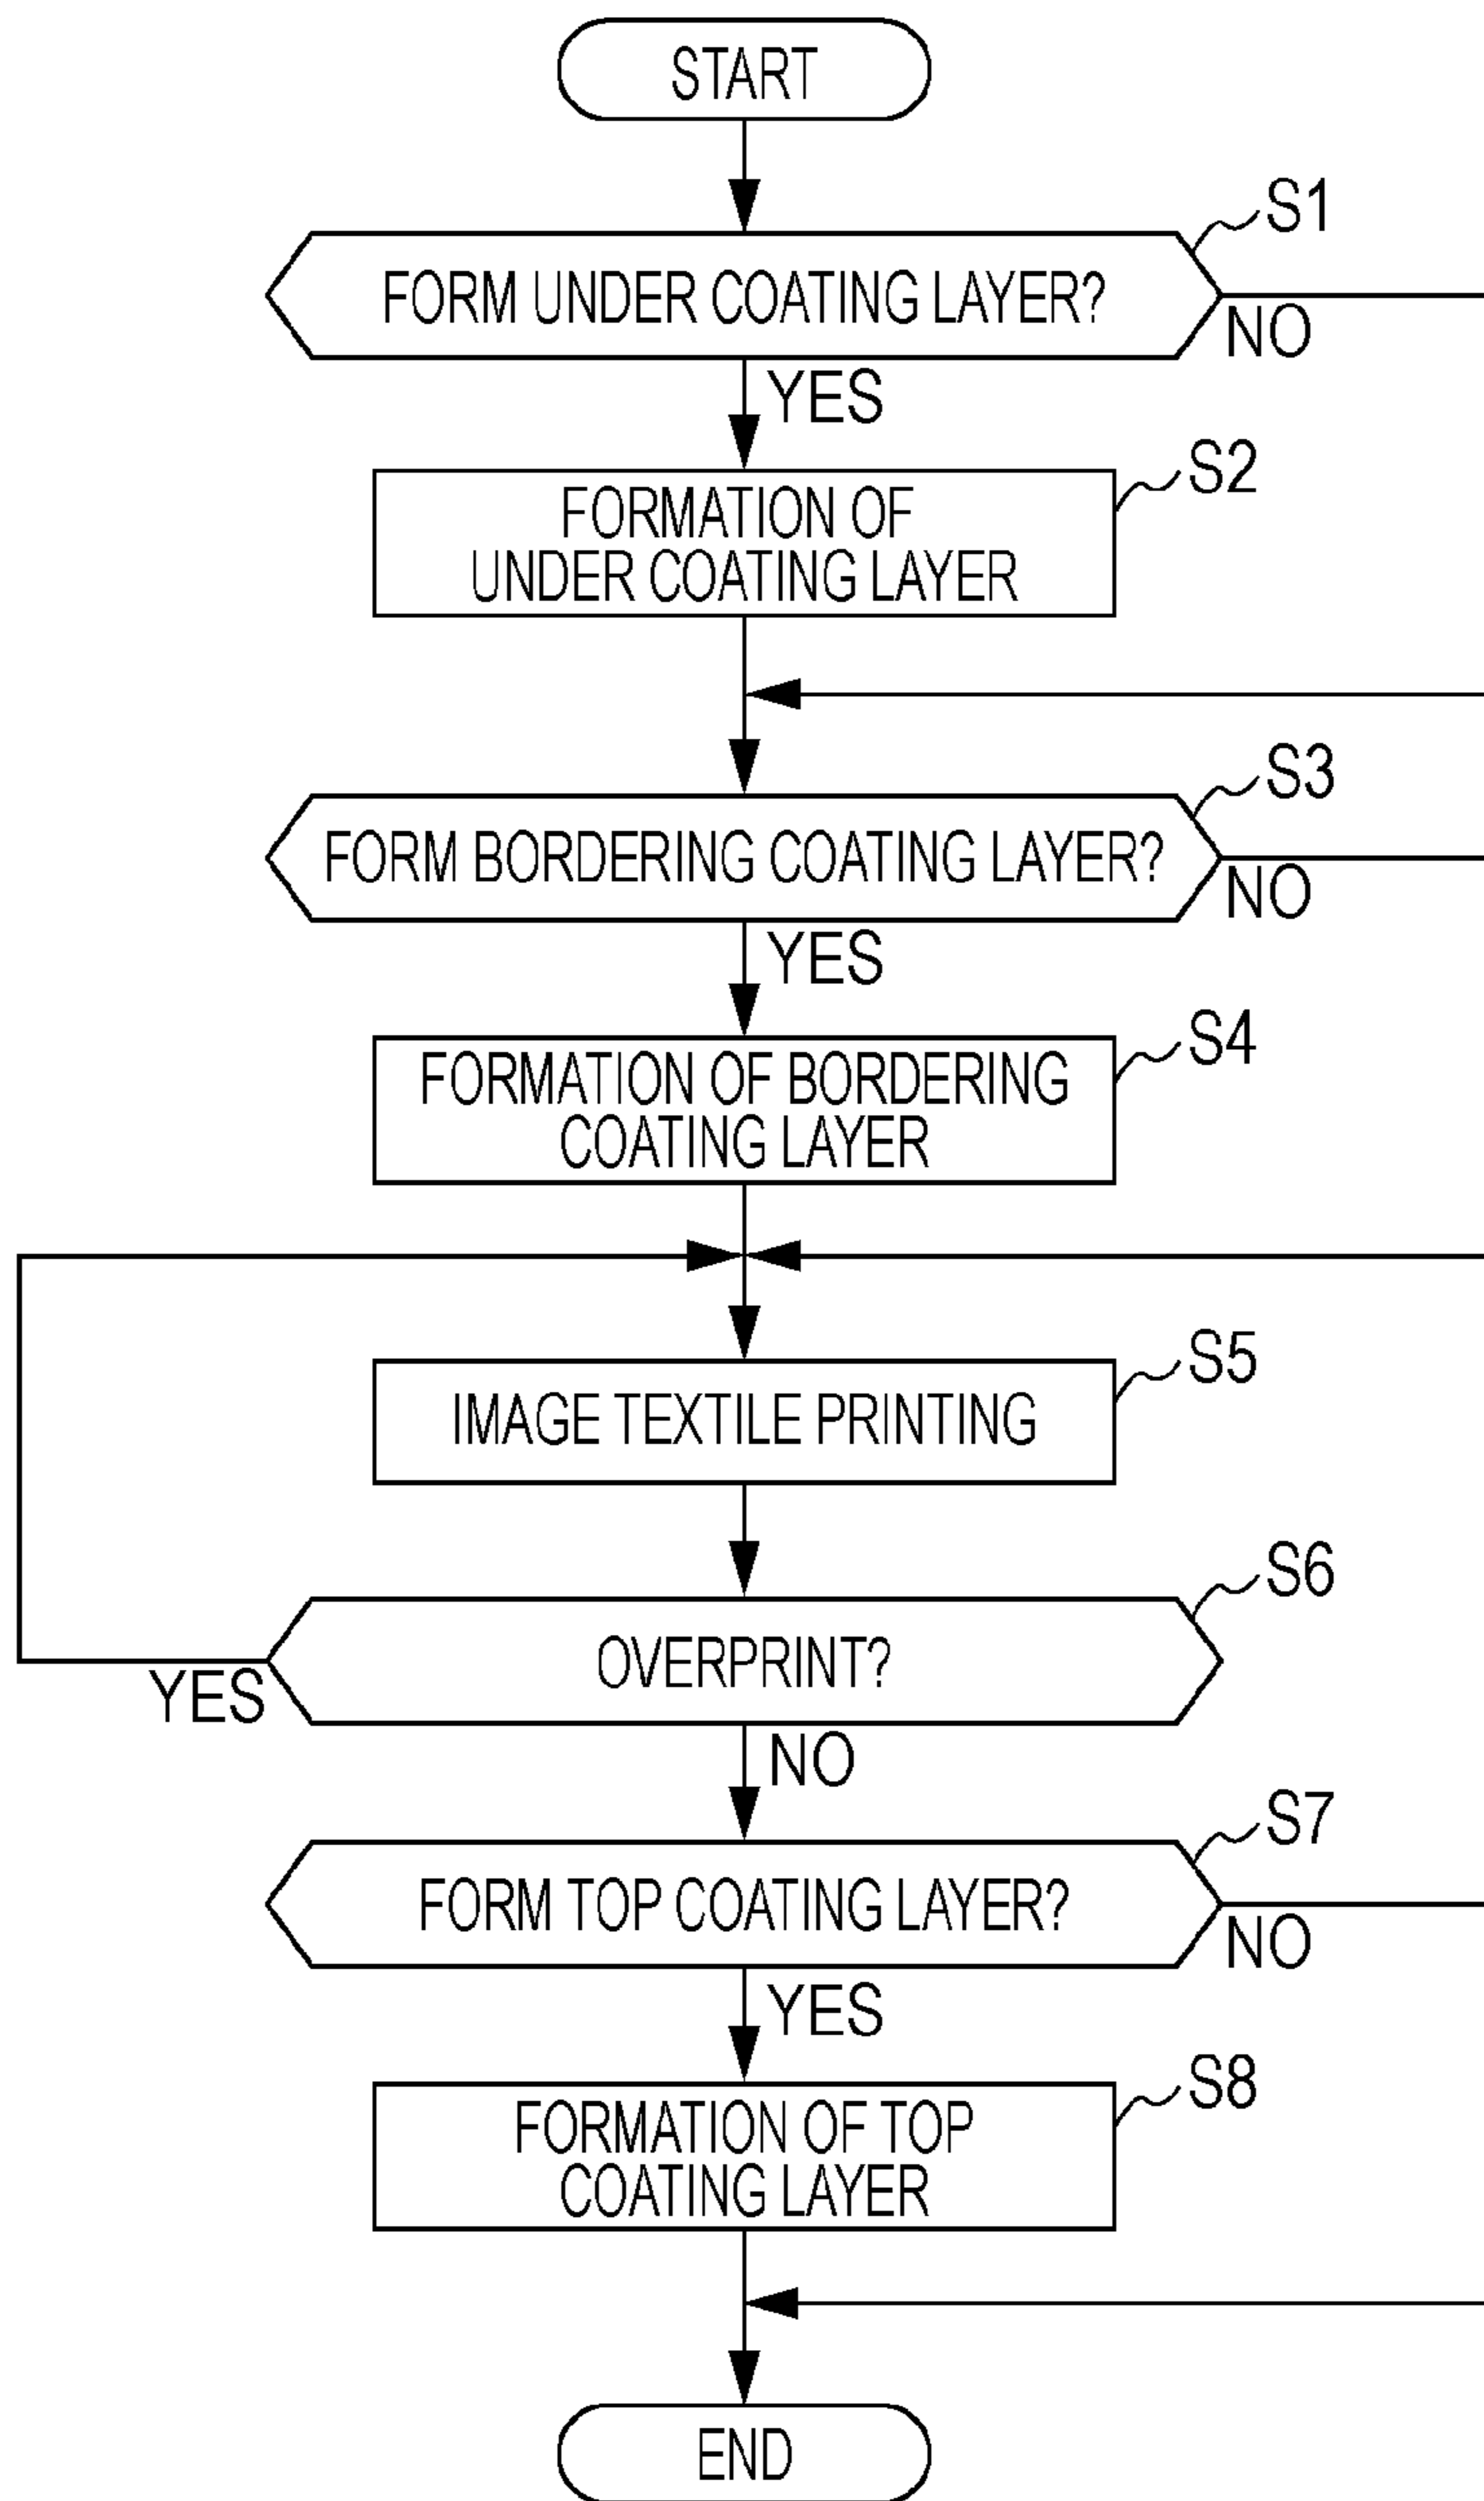 START
S1
FORM UNDER COATING LAYER?
NO
YES
S2
FORMATION OF
UNDER COATING LAYER
S3
FORM BORDERING COATING LAYER?
NO
YES
S4
FORMATION OF BORDERING
COATING LAYER
S5
IMAGE TEXTILE PRINTING
S6
OVERPRINT?
YES
NO
S7
FORM TOP COATING LAYER?
NO
YES
S8
FORMATION OF TOP
COATING LAYER
END